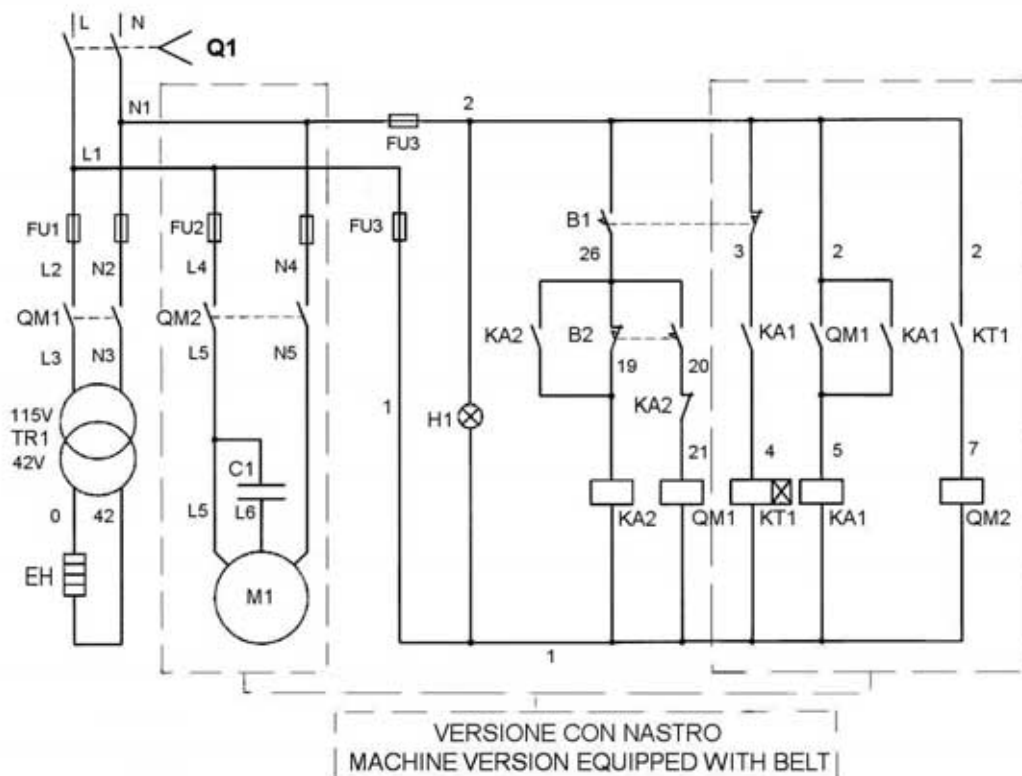 L N
Q1
N1 2
FU3
L1
FU1 FU2 FU3 B1
26 3 2 2
L2 N2 L4 N4
QM1 QM2 KA2 B2 KA1 QM1 KA1 KT1
L3 N3 L5 N5 19 20
KA2
1
115V
TR1 H1
42V
C1 21 4 5 7
0 42 L5 L6
KA2 QM1 KT1 KA1 QM2
EH
M1
1
VERSIONE CON NASTRO
MACHINE VERSION EQUIPPED WITH BELT